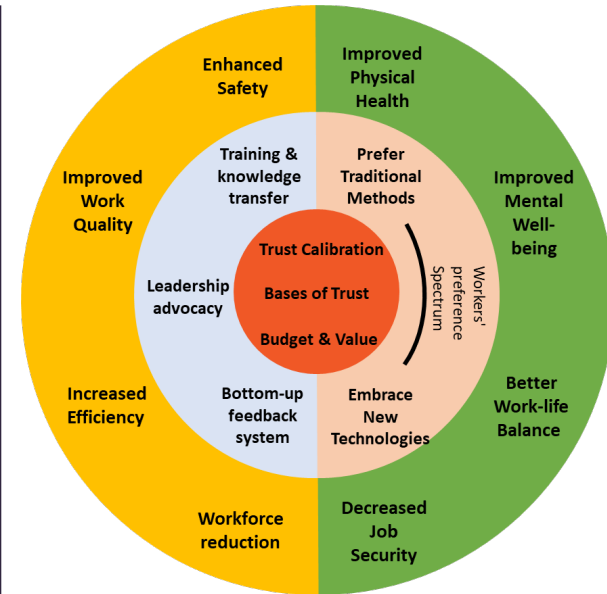 Enhanced
Safety
Improved
Physical
Health
Training &
knowledge
transfer
Prefer
Traditional
Methods
Improved
Work
Quality
Improved
Mental
Well-
being
Trust Calibration
Bases of Trust
Budget & Value
Leadership
advocacy
Workers'
preference
Spectrum
Increased
Efficiency
Bottom-up
feedback
system
Embrace
New
Technologies
Better
Work-life
Balance
Workforce
reduction
Decreased
Job
Security